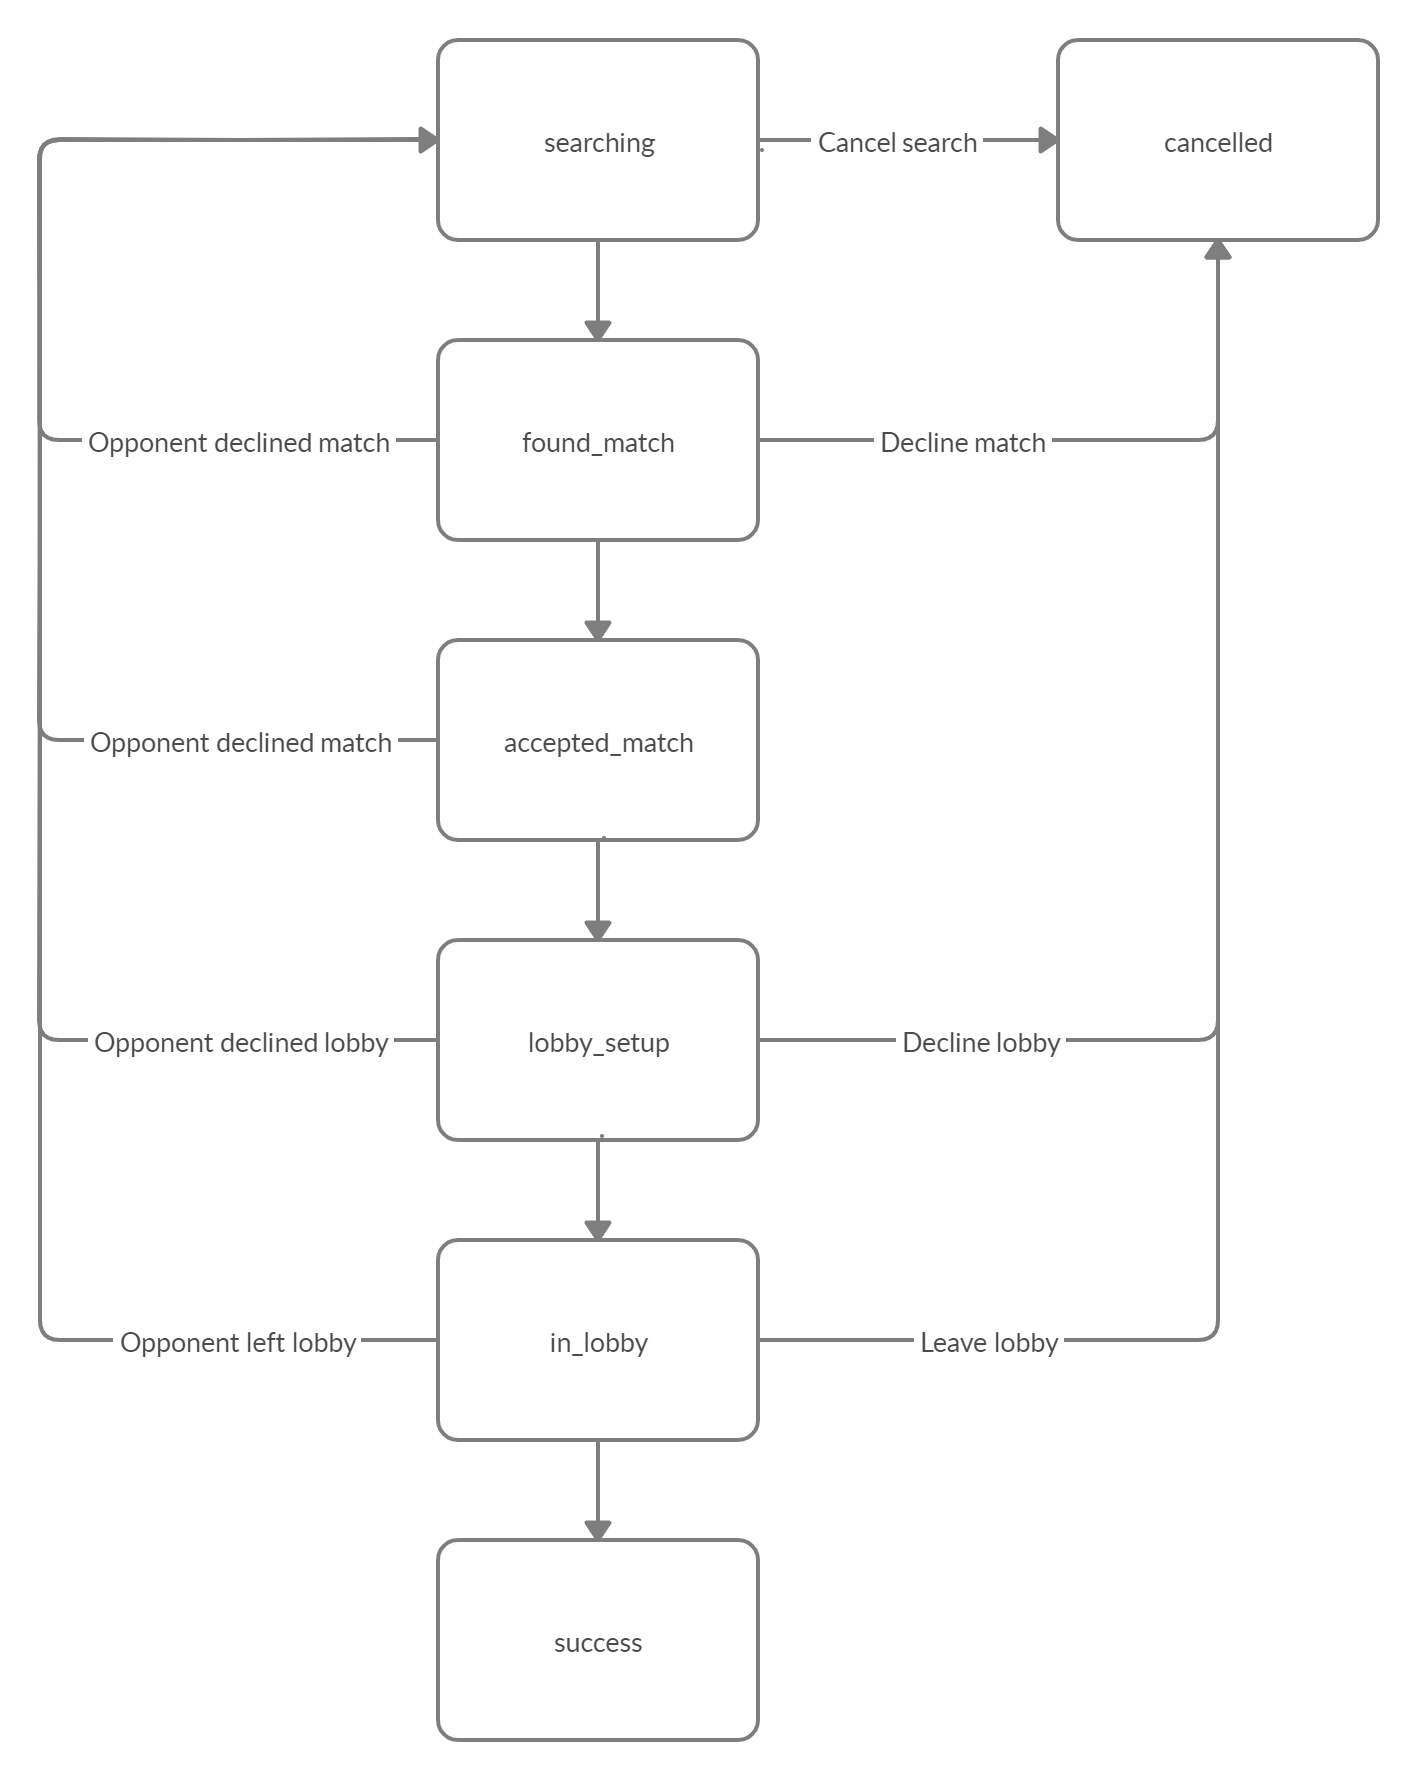 searching
Cancel search
cancelled
Opponent declined match
found_match
Decline match
Opponent declined match
accepted_match
Opponent declined lobby
lobby_setup
Decline lobby
Opponent left lobby
in_lobby
Leave lobby
success